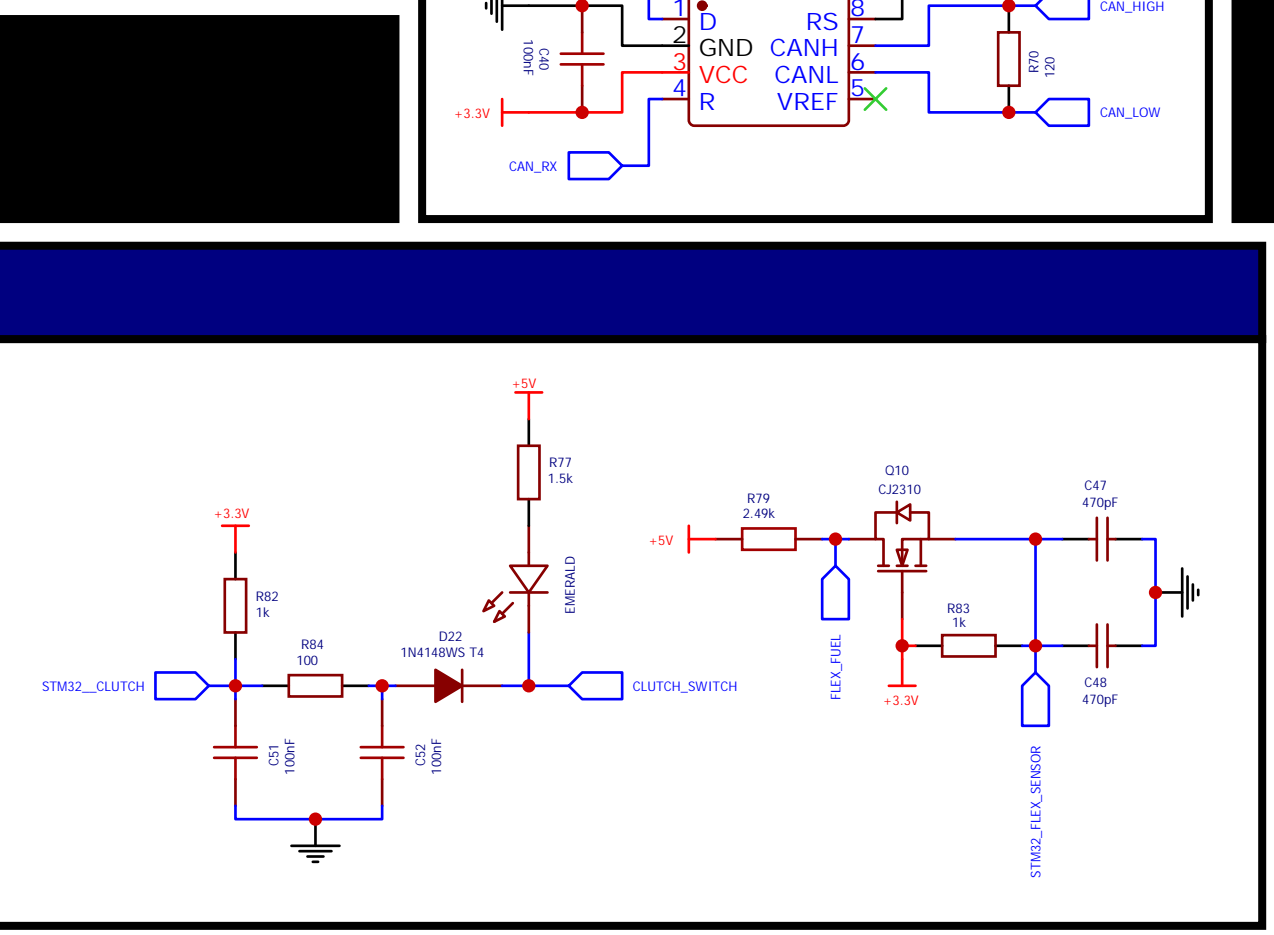 1
D
2
GND
3
VCC
4
R
8
RS
7
CANH
6
CANL
5
VREF
C40
100nF
+3.3V
CAN_RX
CAN_HIGH
R70
120
CAN_LOW
+5V
R77
1.5k
EMERALD
+3.3V
R82
1k
R84
100
D22
1N4148WS T4
STM32__CLUTCH
CLUTCH_SWITCH
C51
100nF
C52
100nF
Q10
CJ2310
R79
2.49k
+5V
FLEX_FUEL
R83
1k
+3.3V
C47
470pF
C48
470pF
STM32_FLEX_SENSOR